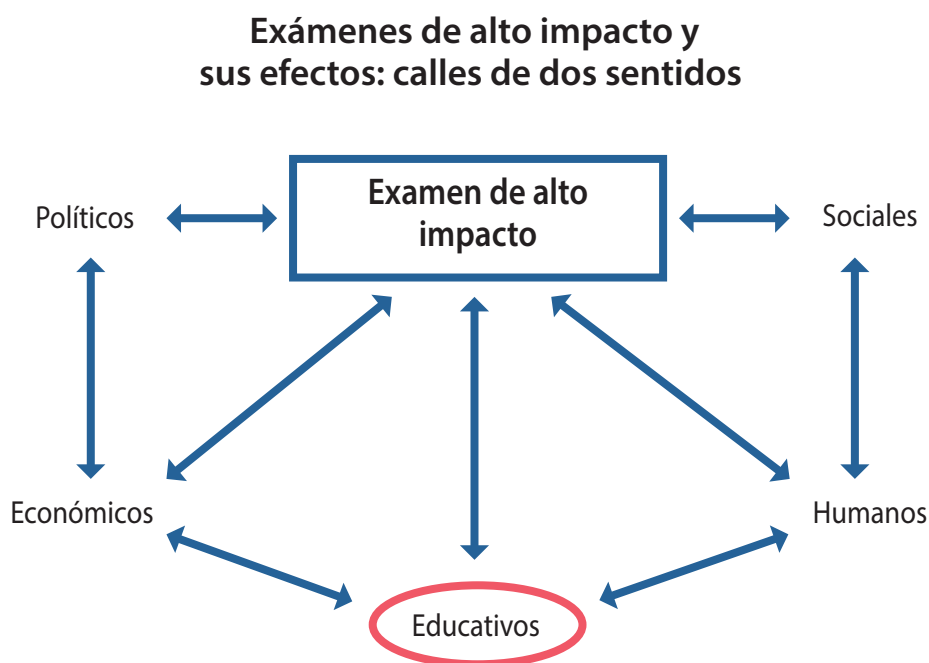 Exámenes de alto impacto y
sus efectos: calles de dos sentidos
Examen de alto
impacto
Políticos
Sociales
Económicos
Humanos
Educativos